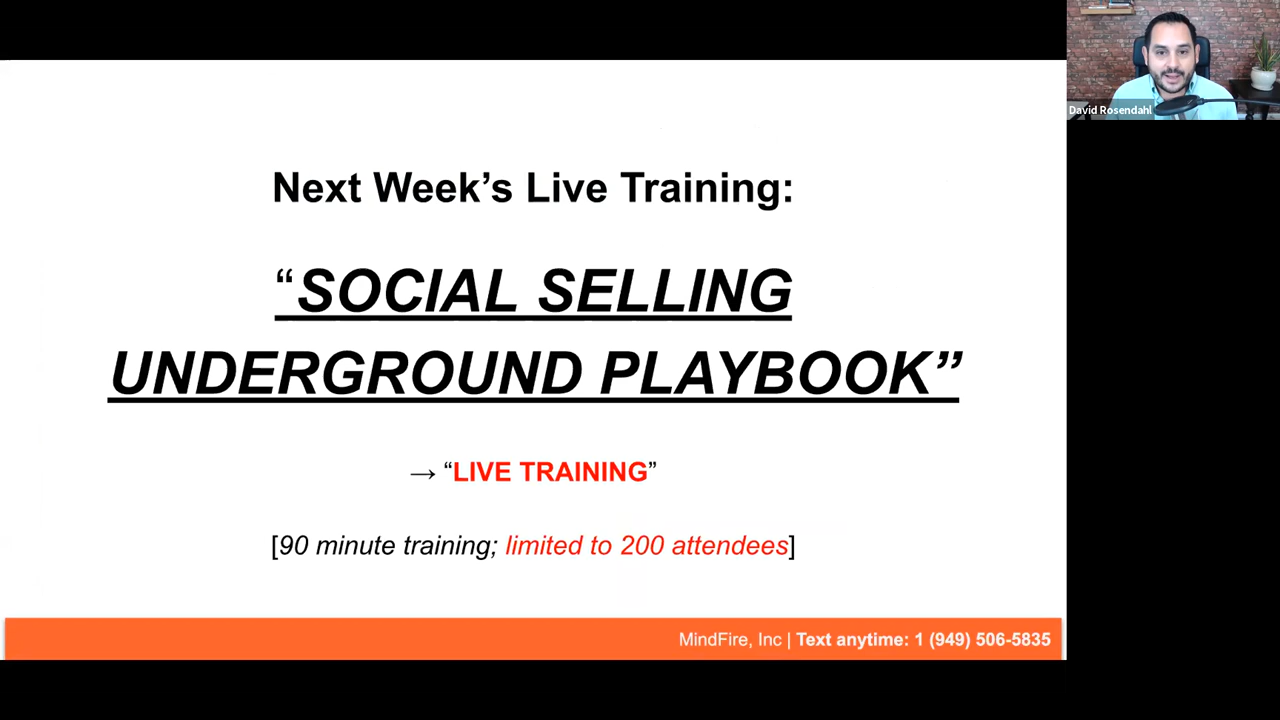 David Rosendahl
Next Week’s Live Training:
“SOCIAL SELLING
UNDERGROUND PLAYBOOK”
→ “LIVE TRAINING”
[90 minute training; limited to 200 attendees]
MindFire, Inc | Text anytime: 1 (949) 506-5835